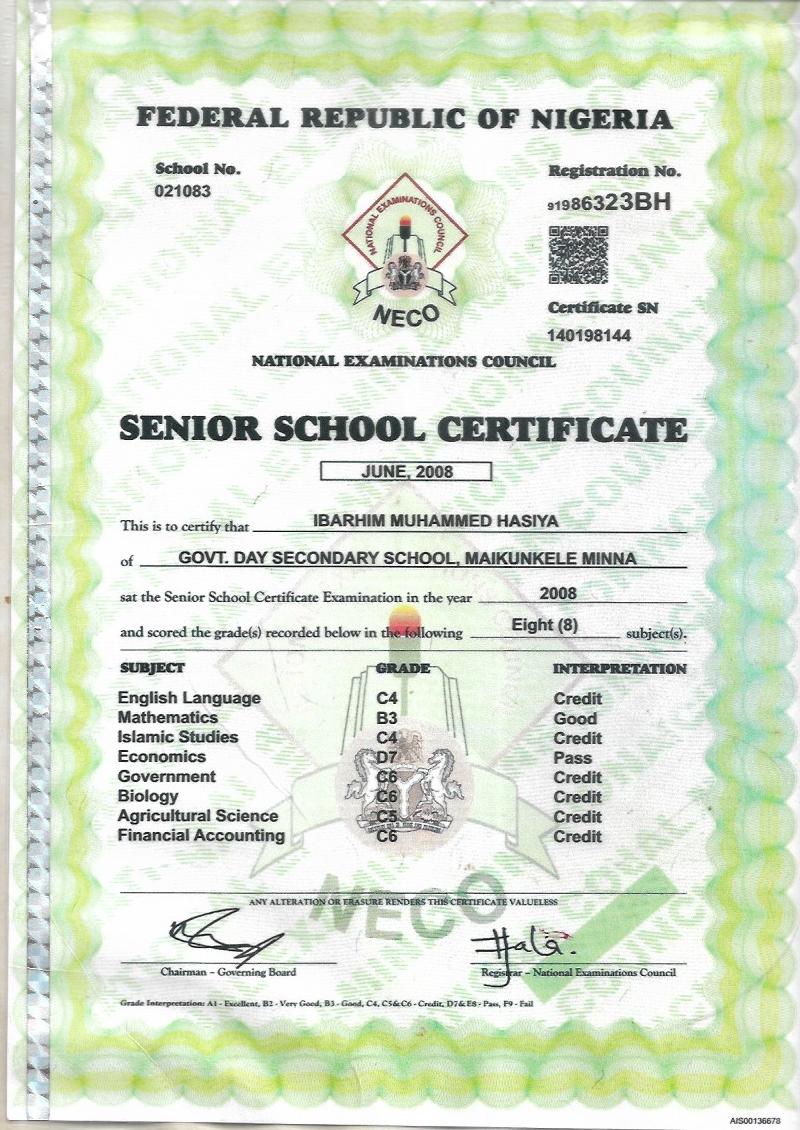 FEDERAL REPUBLIC OF NIGERIA
School No.
021083
Registration No.
91986323BH
NATIONAL EXAMINATIONS COUNCIL
NECO
Certificate SN
140198144
NATIONAL EXAMINATIONS COUNCIL
SENIOR SCHOOL CERTIFICATE
JUNE, 2008
This is to certify that IBARHIM MUHAMMED HASIYA
of GOVT. DAY SECONDARY SCHOOL, MAIKUNKELE MINNA
sat the Senior School Certificate Examination in the year 2008
and scored the grade(s) recorded below in the following Eight (8) subject(s).
SUBJECT GRADE INTERPRETATION
English Language C4 Credit
Mathematics B3 Good
Islamic Studies C4 Credit
Economics D7 Pass
Government C6 Credit
Biology C6 Credit
Agricultural Science C5 Credit
Financial Accounting C6 Credit
NECO
ANY ALTERATION OR ERASURE RENDERS THIS CERTIFICATE VALUELESS
Chairman - Governing Board
Registrar - National Examinations Council
Grade Interpretation: A1 - Excellent, B2 - Very Good, B3 - Good, C4, C5&C6 - Credit, D7&E8 - Pass, F9 - Fail
AIS00136678